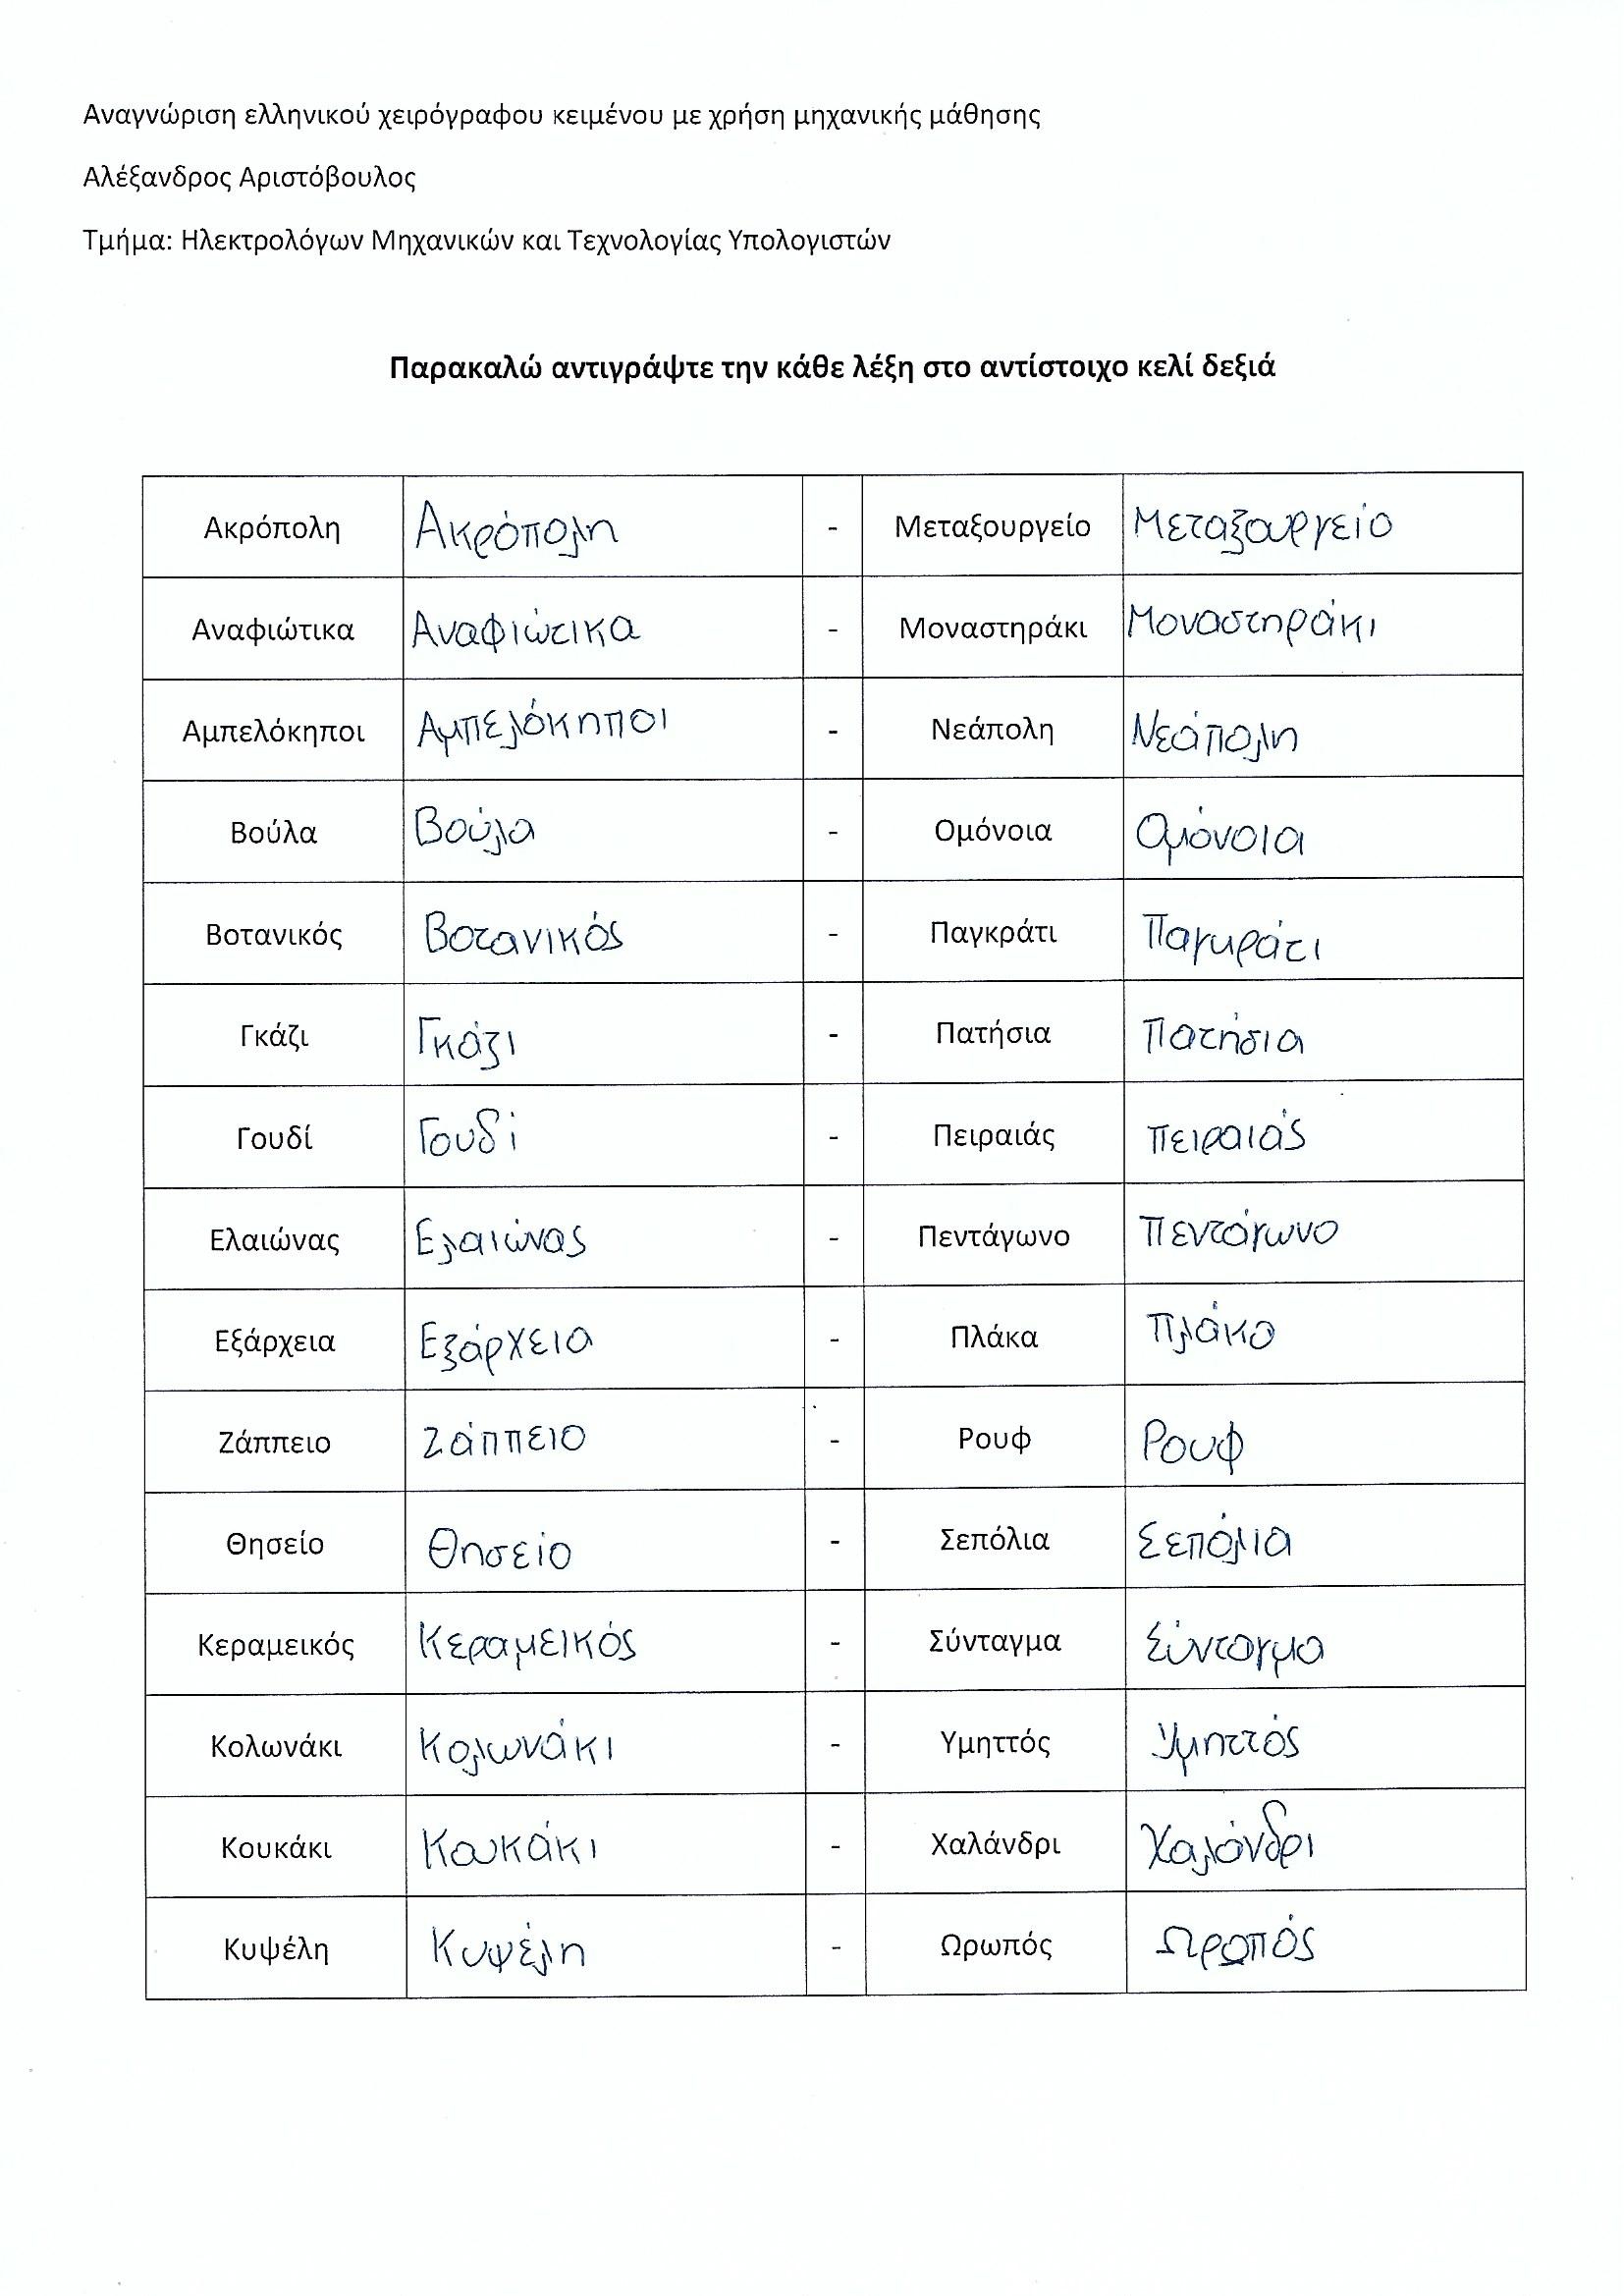 Αναγνώριση ελληνικού χειρόγραφου κειμένου με χρήση μηχανικής μάθησης
Αλέξανδρος Αριστόβουλος
Τμήμα: Ηλεκτρολόγων Μηχανικών και Τεχνολογίας Υπολογιστών
Παρακαλώ αντιγράψτε την κάθε λέξη στο αντίστοιχο κελί δεξιά
Ακρόπολη Ακρόπολη - Μεταξουργείο Μεταξουργείο
Αναφιώτικα Αναφιώτικα - Μοναστηράκι Μοναστηράκι
Αμπελόκηποι Αμπελόκηποι - Νεάπολη Νεάπολη
Βούλα Βούλα - Ομόνοια Ομόνοια
Βοτανικός Βοτανικός - Παγκράτι Παγκράτι
Γκάζι Γκάζι - Πατήσια Πατήσια
Γουδί Γουδί - Πειραιάς Πειραιάς
Ελαιώνας Ελαιώνας - Πεντάγωνο Πεντάγωνο
Εξάρχεια Εξάρχεια - Πλάκα Πλάκα
Ζάππειο Ζάππειο - Ρουφ Ρουφ
Θησείο Θησείο - Σεπόλια Σεπόλια
Κεραμεικός Κεραμεικός - Σύνταγμα Σύνταγμα
Κολωνάκι Κολωνάκι - Υμηττός Υμηττός
Κουκάκι Κουκάκι - Χαλάνδρι Χαλάνδρι
Κυψέλη Κυψέλη - Ωρωπός Ωροπός